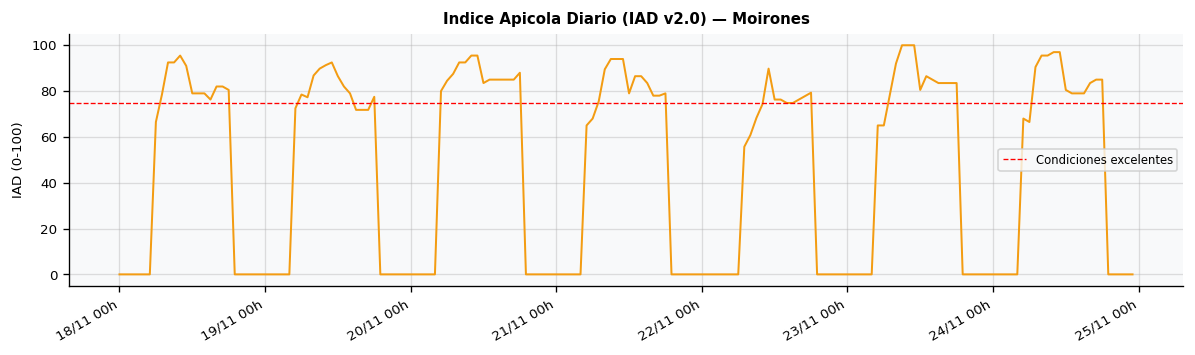 Indice Apicola Diario (IAD v2.0) — Moirones
IAD (0-100)
100
80
60
40
20
0
Condiciones excelentes
18/11 00h
19/11 00h
20/11 00h
21/11 00h
22/11 00h
23/11 00h
24/11 00h
25/11 00h